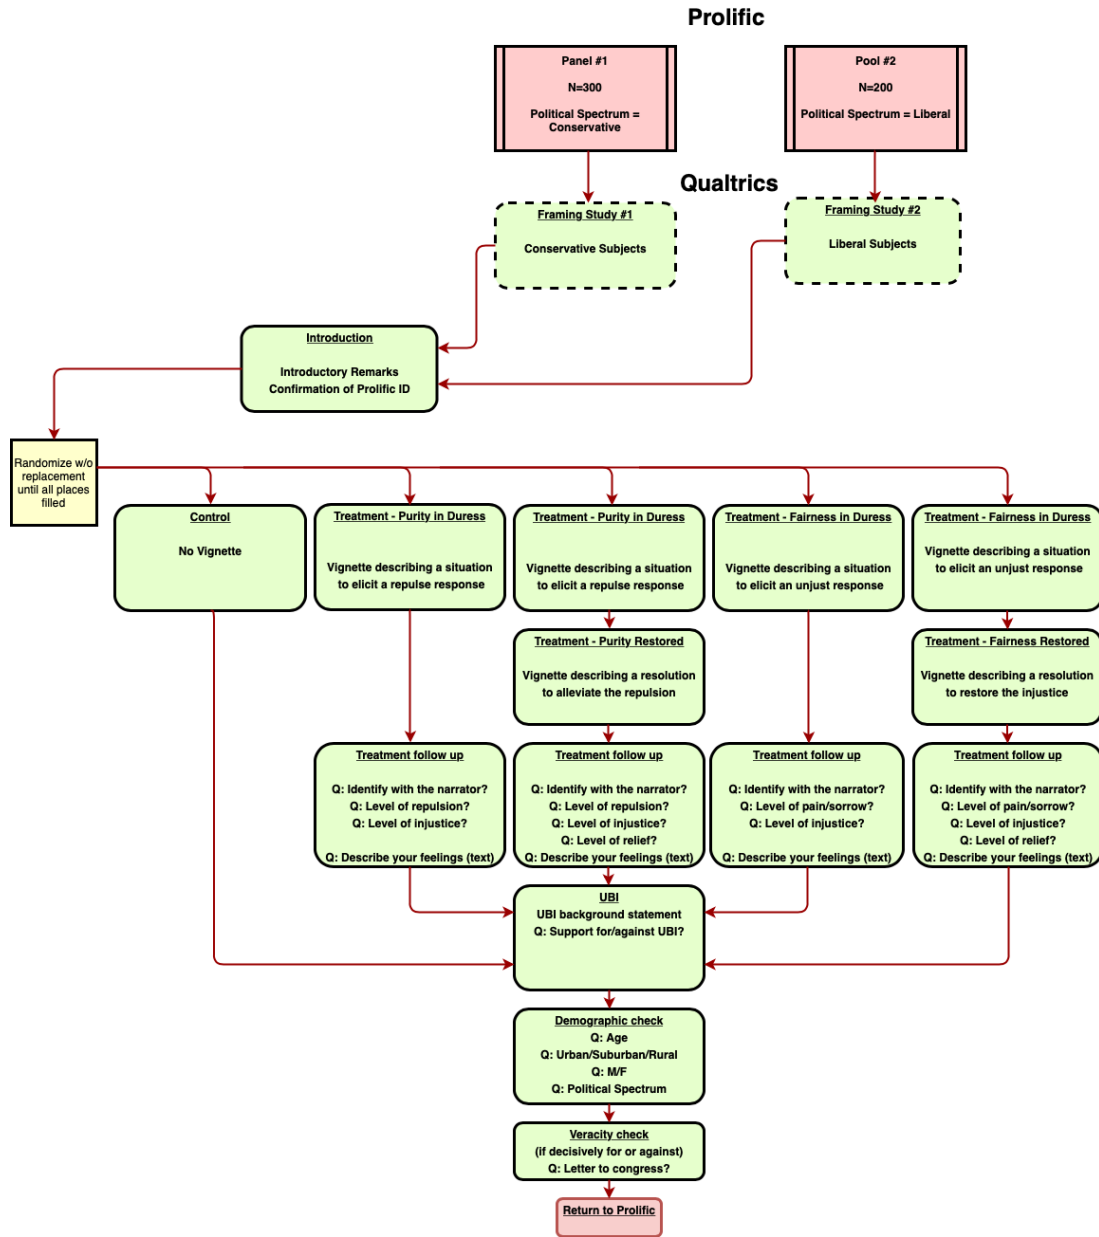 Prolific
Panel #1
N=300
Political Spectrum =
Conservative
Pool #2
N=200
Political Spectrum = Liberal
Qualtrics
Framing Study #1
Conservative Subjects
Framing Study #2
Liberal Subjects
Introduction
Introductory Remarks
Confirmation of Prolific ID
Randomize w/o
replacement
until all places
filled
Control
No Vignette
Treatment - Purity in Duress
Vignette describing a situation
to elicit a repulse response
Treatment - Purity in Duress
Vignette describing a situation
to elicit a repulse response
Treatment - Fairness in Duress
Vignette describing a situation
to elicit an unjust response
Treatment - Fairness in Duress
Vignette describing a situation
to elicit an unjust response
Treatment - Purity Restored
Vignette describing a resolution
to alleviate the repulsion
Treatment - Fairness Restored
Vignette describing a resolution
to restore the injustice
Treatment follow up
Q: Identify with the narrator?
Q: Level of repulsion?
Q: Level of injustice?
Q: Describe your feelings (text)
Treatment follow up
Q: Identify with the narrator?
Q: Level of repulsion?
Q: Level of injustice?
Q: Level of relief?
Q: Describe your feelings (text)
Treatment follow up
Q: Identify with the narrator?
Q: Level of pain/sorrow?
Q: Level of injustice?
Q: Describe your feelings (text)
Treatment follow up
Q: Identify with the narrator?
Q: Level of pain/sorrow?
Q: Level of injustice?
Q: Level of relief?
Q: Describe your feelings (text)
UBI
UBI background statement
Q: Support for/against UBI?
Demographic check
Q: Age
Q: Urban/Suburban/Rural
Q: M/F
Q: Political Spectrum
Veracity check
(if decisively for or against)
Q: Letter to congress?
Return to Prolific